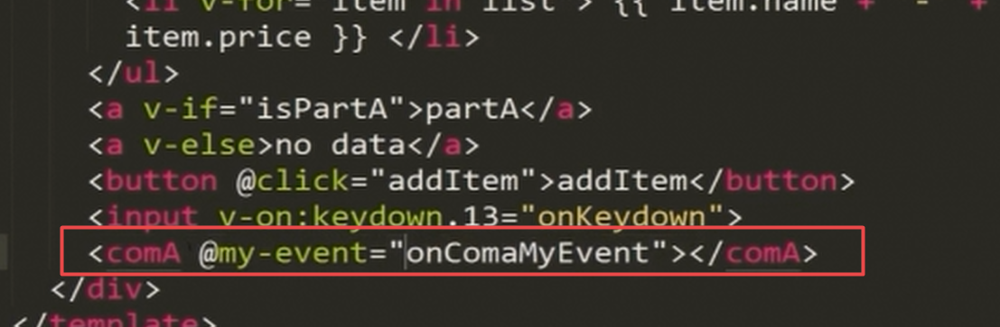 <li v-for="item in list"> {{ item.name + "-" +
item.price }} </li>
</ul>
<a v-if="isPartA">partA</a>
<a v-else>no data</a>
<button @click="addItem">addItem</button>
<input v-on:keydown.13="onKeydown">
<comA @my-event="onComaMyEvent"></comA>
</div>
</template>